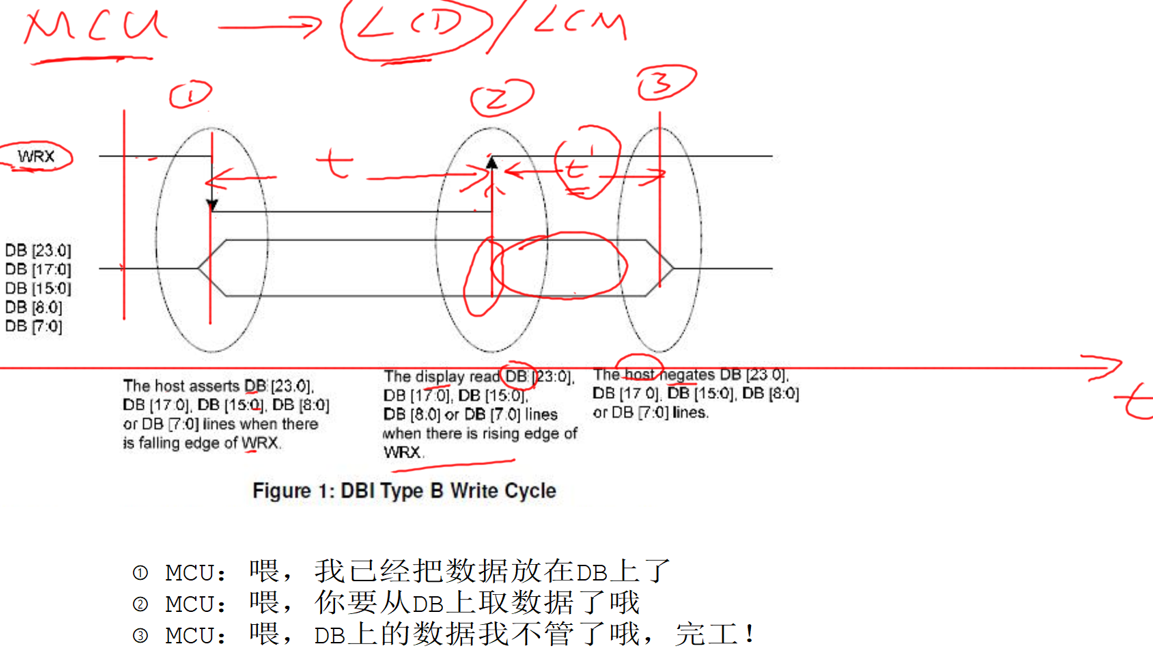 MCU → LCD/LCM
① ② ③
WRX
t t'
DB [23:0]
DB [17:0]
DB [15:0]
DB [8:0]
DB [7:0]
t
The host asserts DB [23:0],
DB [17:0], DB [15:0], DB [8:0]
or DB [7:0] lines when there
is falling edge of WRX.
The display read DB [23:0],
DB [17:0], DB [15:0],
DB [8:0] or DB [7:0] lines
when there is rising edge of
WRX.
The host negates DB [23:0],
DB [17:0], DB [15:0], DB [8:0]
or DB [7:0] lines.
Figure 1: DBI Type B Write Cycle
① MCU: 喂，我已经把数据放在DB上了
② MCU: 喂，你要从DB上取数据了哦
③ MCU: 喂，DB上的数据我不管了哦，完工！